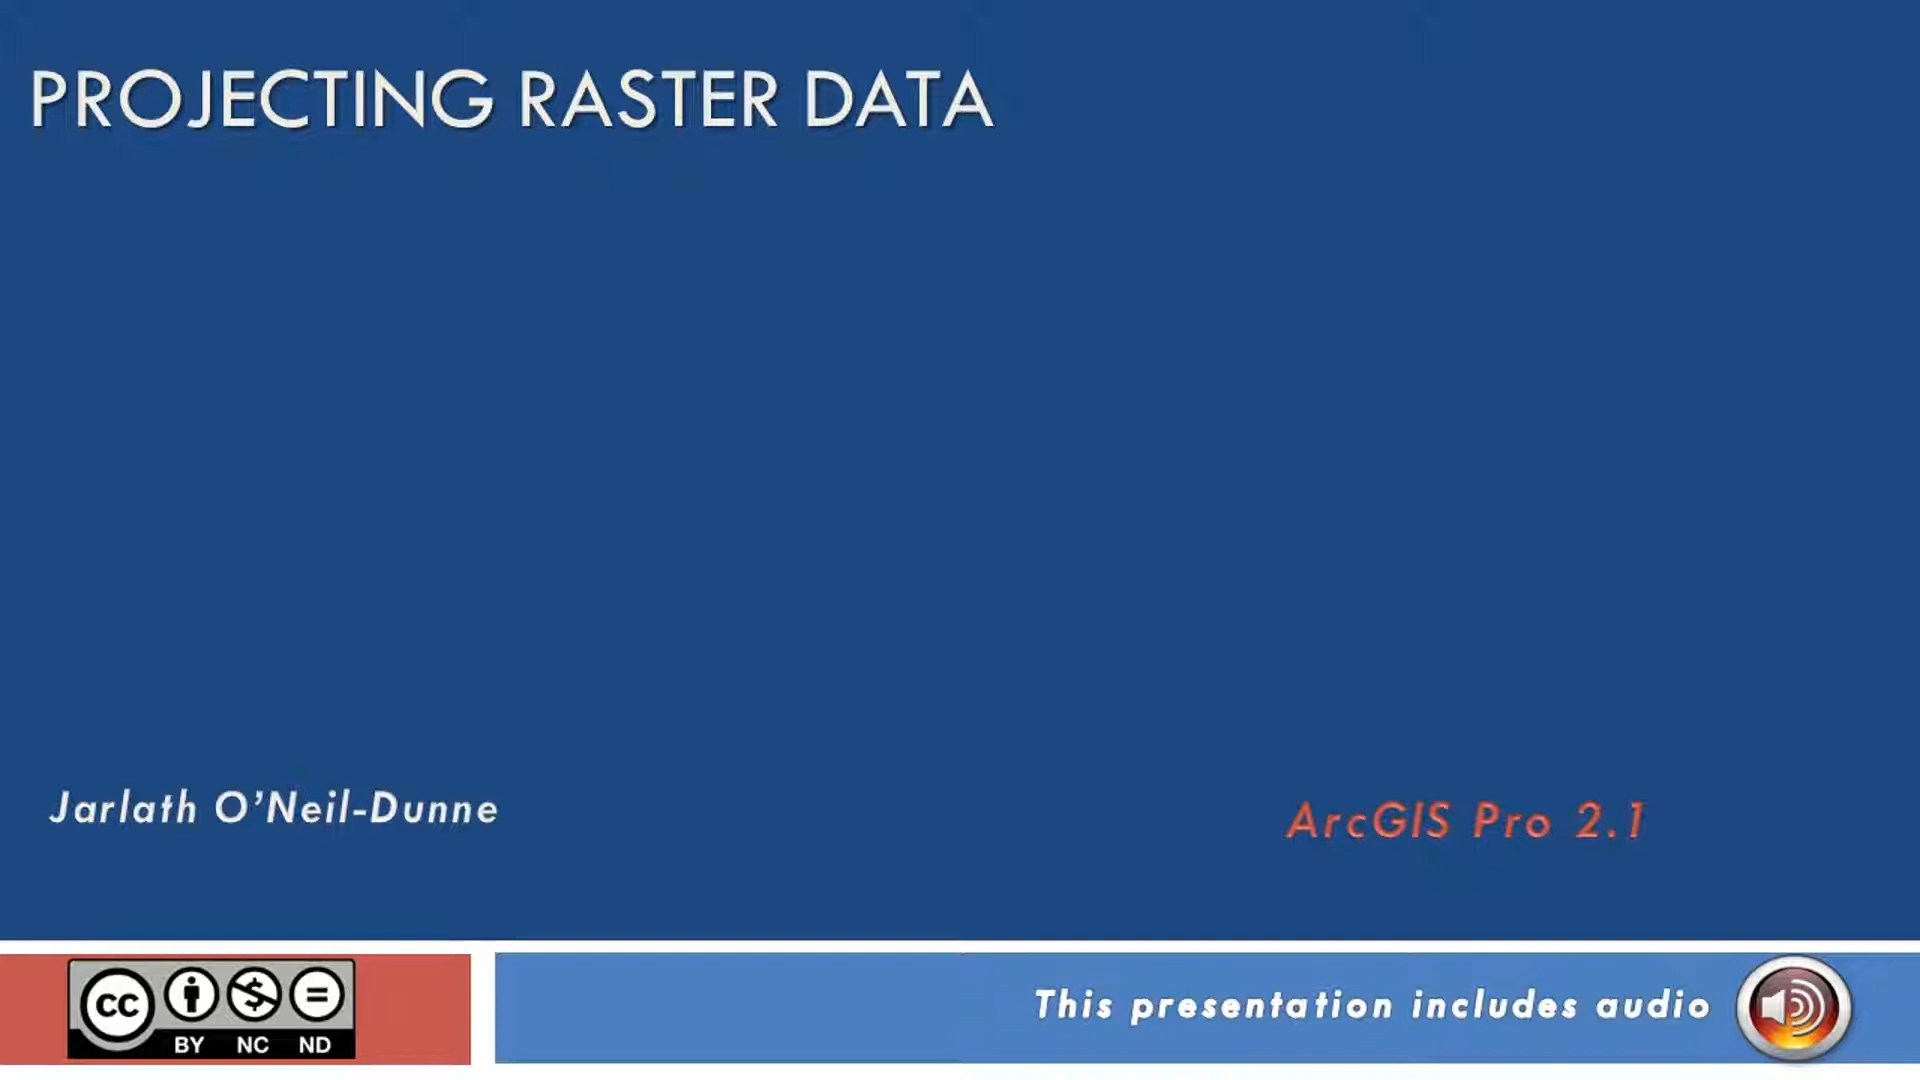 PROJECTING RASTER DATA
Jarlath O’Neil-Dunne
ArcGIS Pro 2.1
cc
BY NC ND
This presentation includes audio